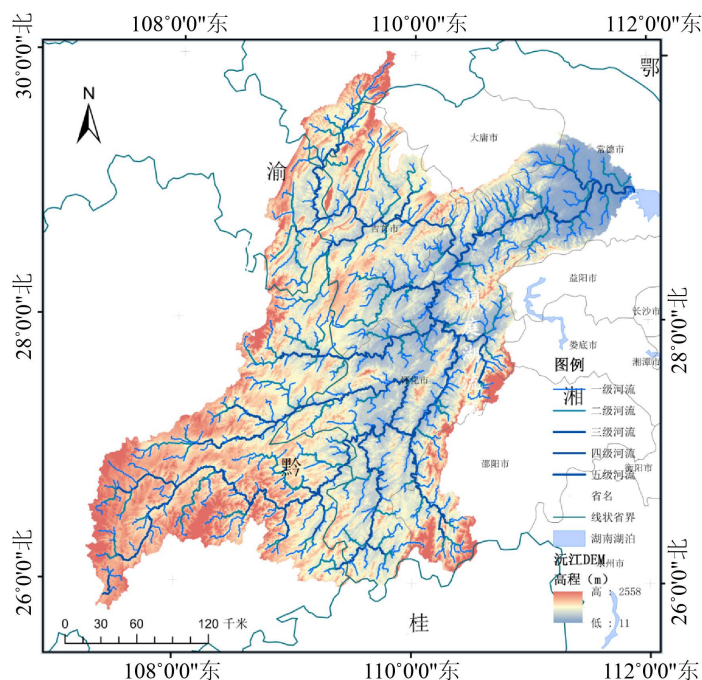 108°0'0"东
110°0'0"东
112°0'0"东
30°0'0"北
28°0'0"北
26°0'0"北
28°0'0"北
26°0'0"北
N
鄂
大庸市
常德市
渝
吉首市
益阳市
长沙市
娄底市
湘潭市
怀化市
湘
黔
邵阳市
衡阳市
桂
图例
一级河流
二级河流
三级河流
四级河流
五级河流
省名
线状省界
湖南湖泊
沅江DEM
高程（m）
高 : 2558
低 : 11
0 30 60 120 千米
108°0'0"东
110°0'0"东
112°0'0"东